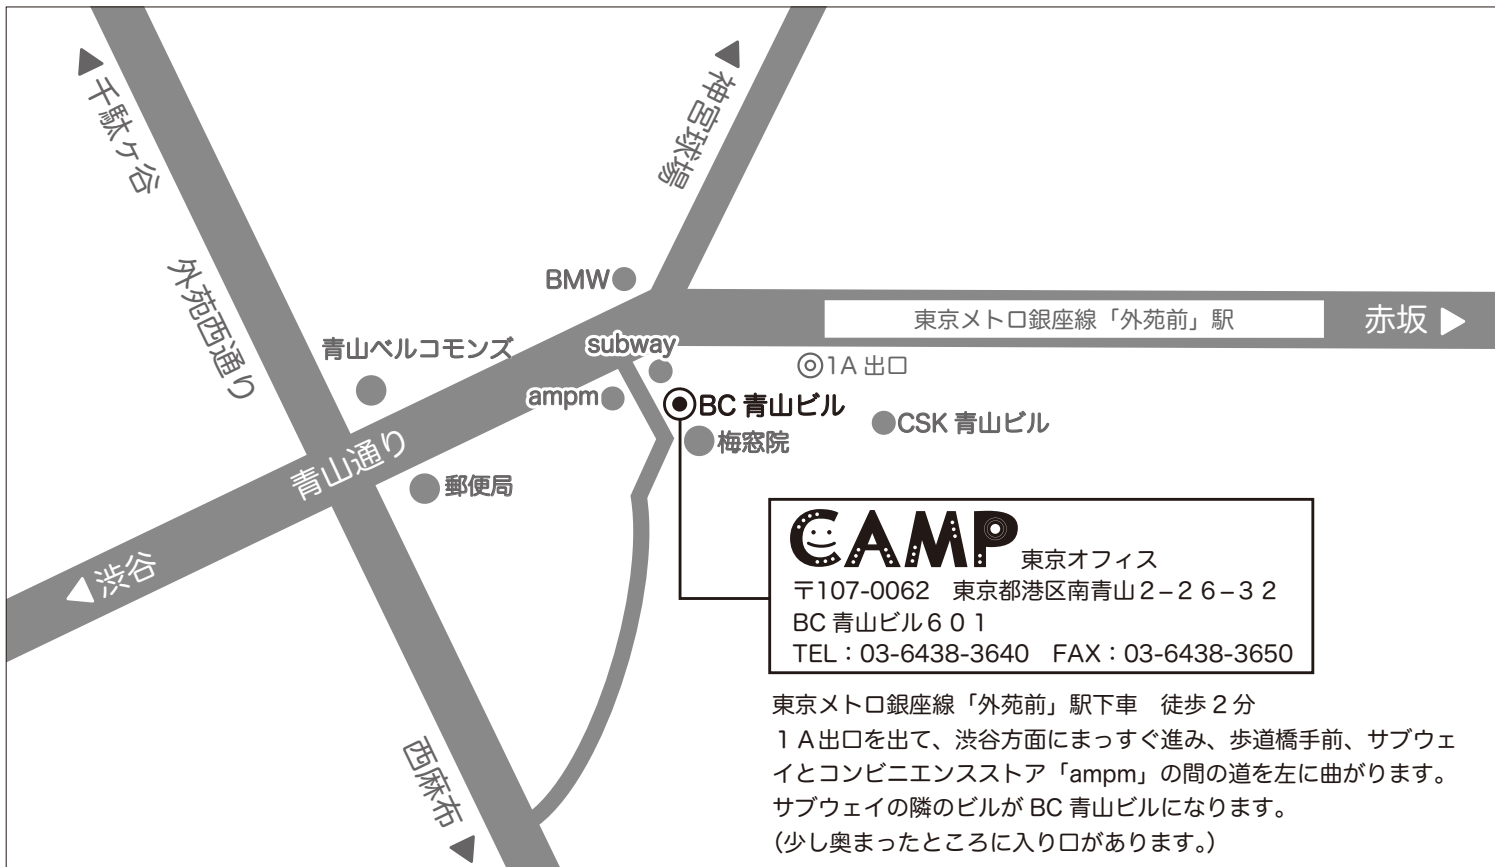 千駄ヶ谷
神宮球場
外苑西通り
BMW
東京メトロ銀座線「外苑前」駅
赤坂
青山ベルコモンズ
subway
◎1A 出口
ampm
BC 青山ビル
CSK 青山ビル
梅窓院
青山通り
郵便局
渋谷
西麻布
CAMP 東京オフィス
〒107-0062　東京都港区南青山２−２６−３２
BC 青山ビル６０１
TEL：03-6438-3640　FAX：03-6438-3650
東京メトロ銀座線「外苑前」駅下車　徒歩 2 分
１Ａ出口を出て、渋谷方面にまっすぐ進み、歩道橋手前、サブウェ
イとコンビニエンスストア「ampm」の間の道を左に曲がります。
サブウェイの隣のビルが BC 青山ビルになります。
（少し奥まったところに入り口があります。）